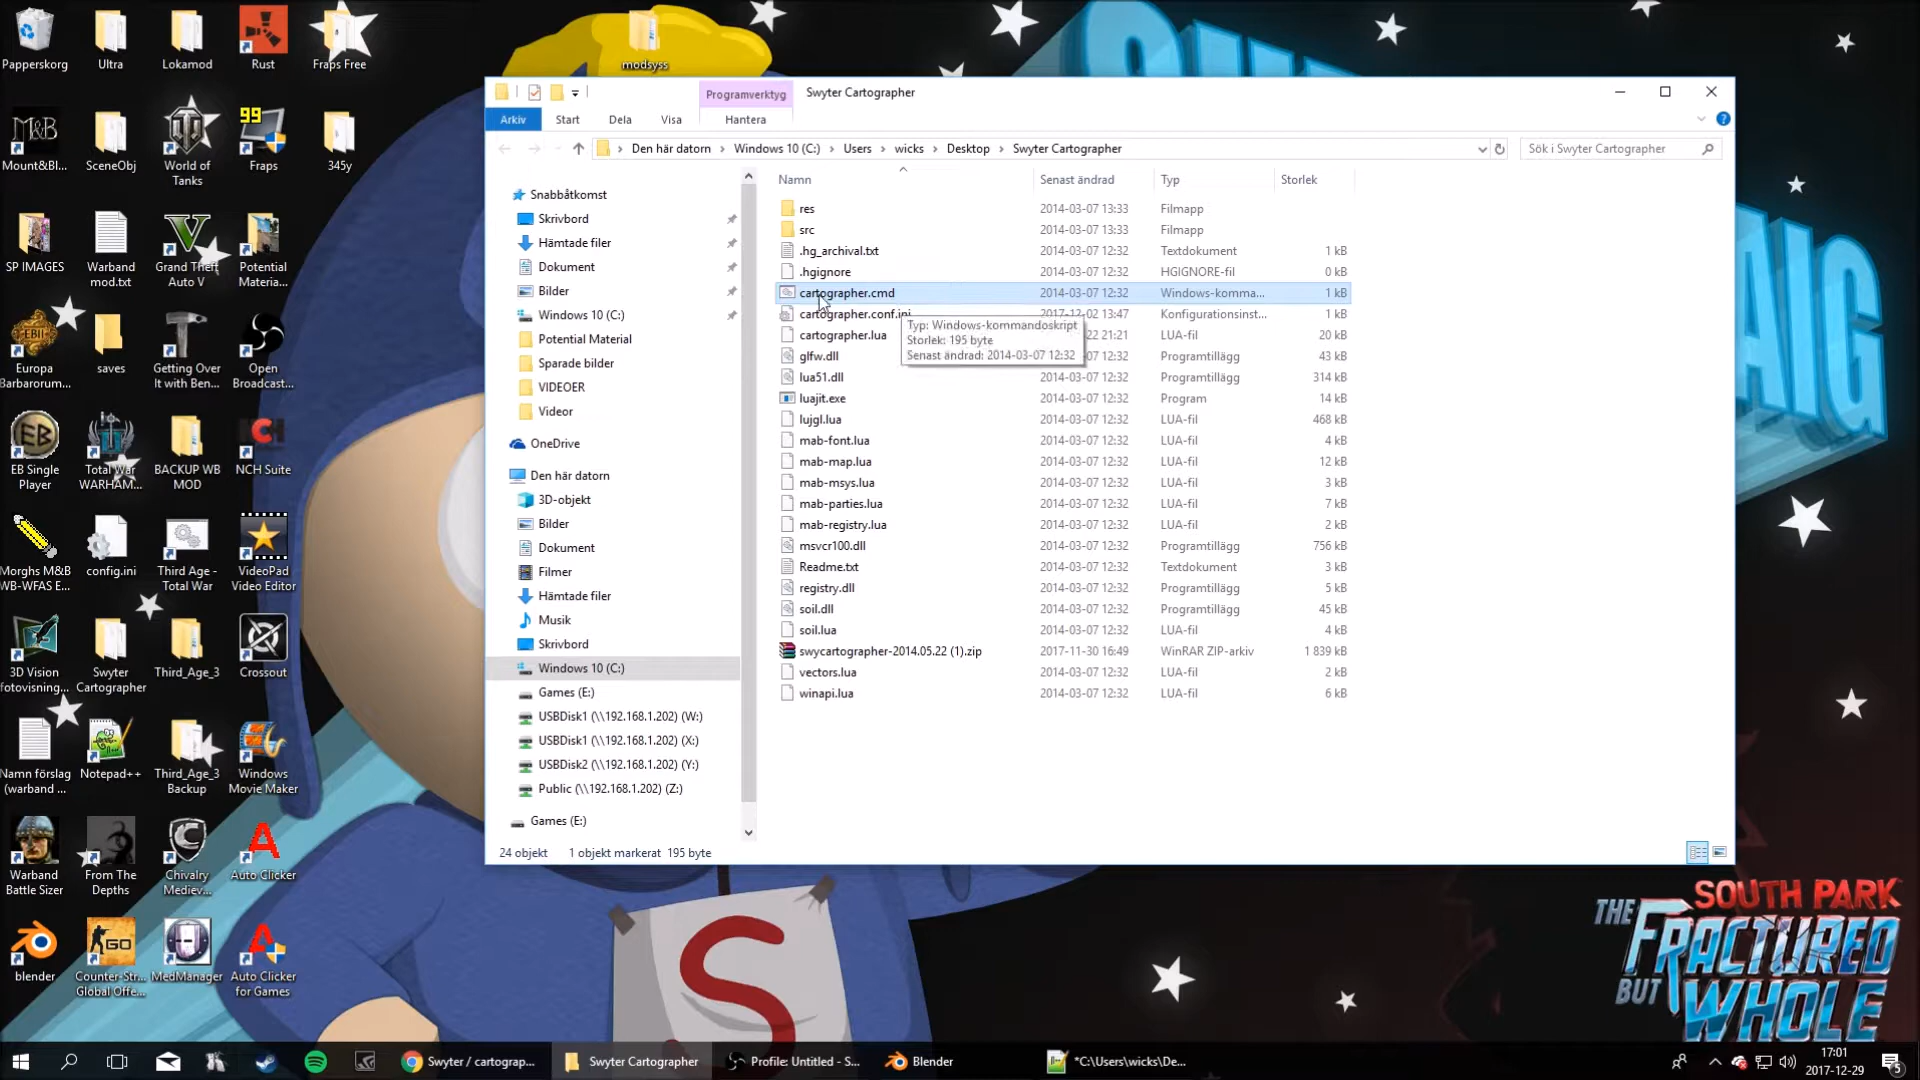 Papperskorg
Ultra
Lokamod
Rust
Fraps Free
modsyss
Mount&Bl...
SceneObj
World of
Tanks
99
Fraps
345y
SP IMAGES
Warband
mod.txt
Grand Theft
Auto V
Potential
Materia...
Europa
Barbarorum...
saves
Getting Over
It with Ben...
Open
Broadcast...
EB Single
Player
Total War
WARHAM...
BACKUP WB
MOD
NCH Suite
Morghs M&B
WB-WFAS E...
config.ini
Third Age -
Total War
VideoPad
Video Editor
3D Vision
fotovisning...
Swyter
Cartographer
Third_Age_3
Crossout
Namn förslag
(warband ...
Notepad++
Third_Age_3
Backup
Windows
Movie Maker
Warband
Battle Sizer
From The
Depths
Chivalry
Mediev...
Auto Clicker
blender
Counter-Str...
Global Offe...
MedManager
Auto Clicker
for Games
Programverktyg
Swyter Cartographer
Arkiv
Start
Dela
Visa
Hantera
Den här datorn
Windows 10 (C:)
Users
wicks
Desktop
Swyter Cartographer
Sök i Swyter Cartographer
Snabbåtkomst
Skrivbord
Hämtade filer
Dokument
Bilder
Windows 10 (C:)
Potential Material
Sparade bilder
VIDEOER
Videor
OneDrive
Den här datorn
3D-objekt
Bilder
Dokument
Filmer
Hämtade filer
Musik
Skrivbord
Windows 10 (C:)
Games (E:)
USBDisk1 (\\192.168.1.202) (W:)
USBDisk1 (\\192.168.1.202) (X:)
USBDisk2 (\\192.168.1.202) (Y:)
Public (\\192.168.1.202) (Z:)
Games (E:)
Namn Senast ändrad Typ Storlek
res 2014-03-07 13:33 Filmapp
src 2014-03-07 13:33 Filmapp
.hg_archival.txt 2014-03-07 12:32 Textdokument 1 kB
.hgignore 2014-03-07 12:32 HGIGNORE-fil 0 kB
cartographer.cmd 2014-03-07 12:32 Windows-komma... 1 kB
cartographer.conf.ini 2017-12-02 13:47 Konfigurationsinst... 1 kB
cartographer.lua 22 21:21 LUA-fil 20 kB
glfw.dll 2014-03-07 12:32 Programtillägg 43 kB
lua51.dll 2014-03-07 12:32 Programtillägg 314 kB
luajit.exe 2014-03-07 12:32 Program 14 kB
lujgl.lua 2014-03-07 12:32 LUA-fil 468 kB
mab-font.lua 2014-03-07 12:32 LUA-fil 4 kB
mab-map.lua 2014-03-07 12:32 LUA-fil 12 kB
mab-msys.lua 2014-03-07 12:32 LUA-fil 3 kB
mab-parties.lua 2014-03-07 12:32 LUA-fil 7 kB
mab-registry.lua 2014-03-07 12:32 LUA-fil 2 kB
msvcr100.dll 2014-03-07 12:32 Programtillägg 756 kB
Readme.txt 2014-03-07 12:32 Textdokument 3 kB
registry.dll 2014-03-07 12:32 Programtillägg 5 kB
soil.dll 2014-03-07 12:32 Programtillägg 45 kB
soil.lua 2014-03-07 12:32 LUA-fil 4 kB
swycartographer-2014.05.22 (1).zip 2017-11-30 16:49 WinRAR ZIP-arkiv 1 839 kB
vectors.lua 2014-03-07 12:32 LUA-fil 2 kB
winapi.lua 2014-03-07 12:32 LUA-fil 6 kB
Typ: Windows-kommandoskript
Storlek: 195 byte
Senast ändrad: 2014-03-07 12:32
24 objekt 1 objekt markerat 195 byte
S
SOUTH PARK
THE FRACTURED
BUT WHOLE
Swyter / cartograp...
Swyter Cartographer
Profile: Untitled - S...
Blender
*C:\Users\wicks\De...
17:01
2017-12-29
5